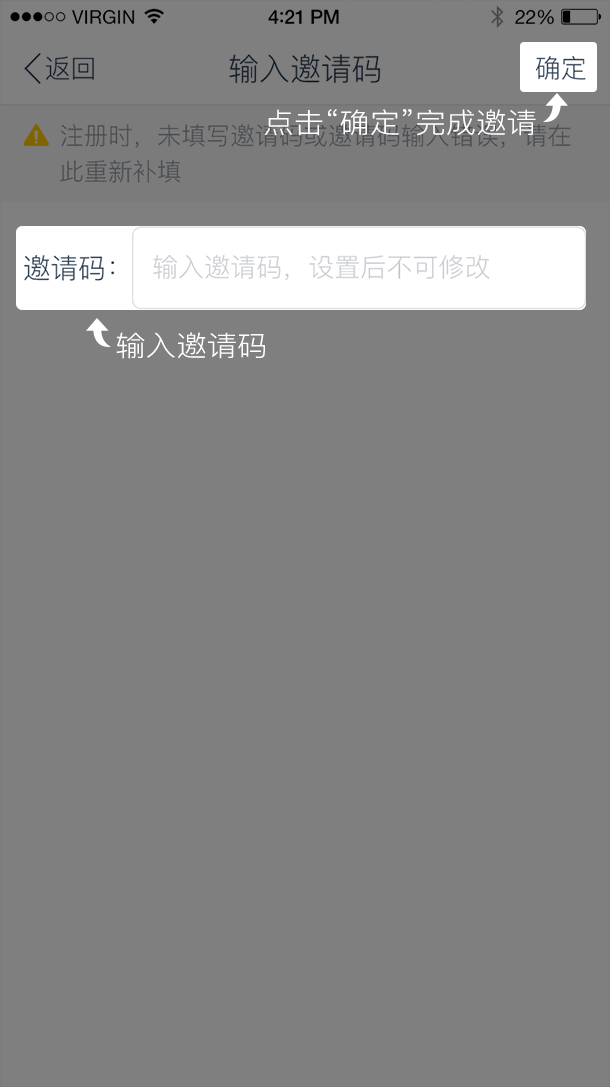 VIRGIN 4:21 PM 22%
返回 输入邀请码 确定
点击“确定”完成邀请
注册时，未填写邀请码或邀请码输入错误，请在
此重新补填
邀请码： 输入邀请码，设置后不可修改
输入邀请码